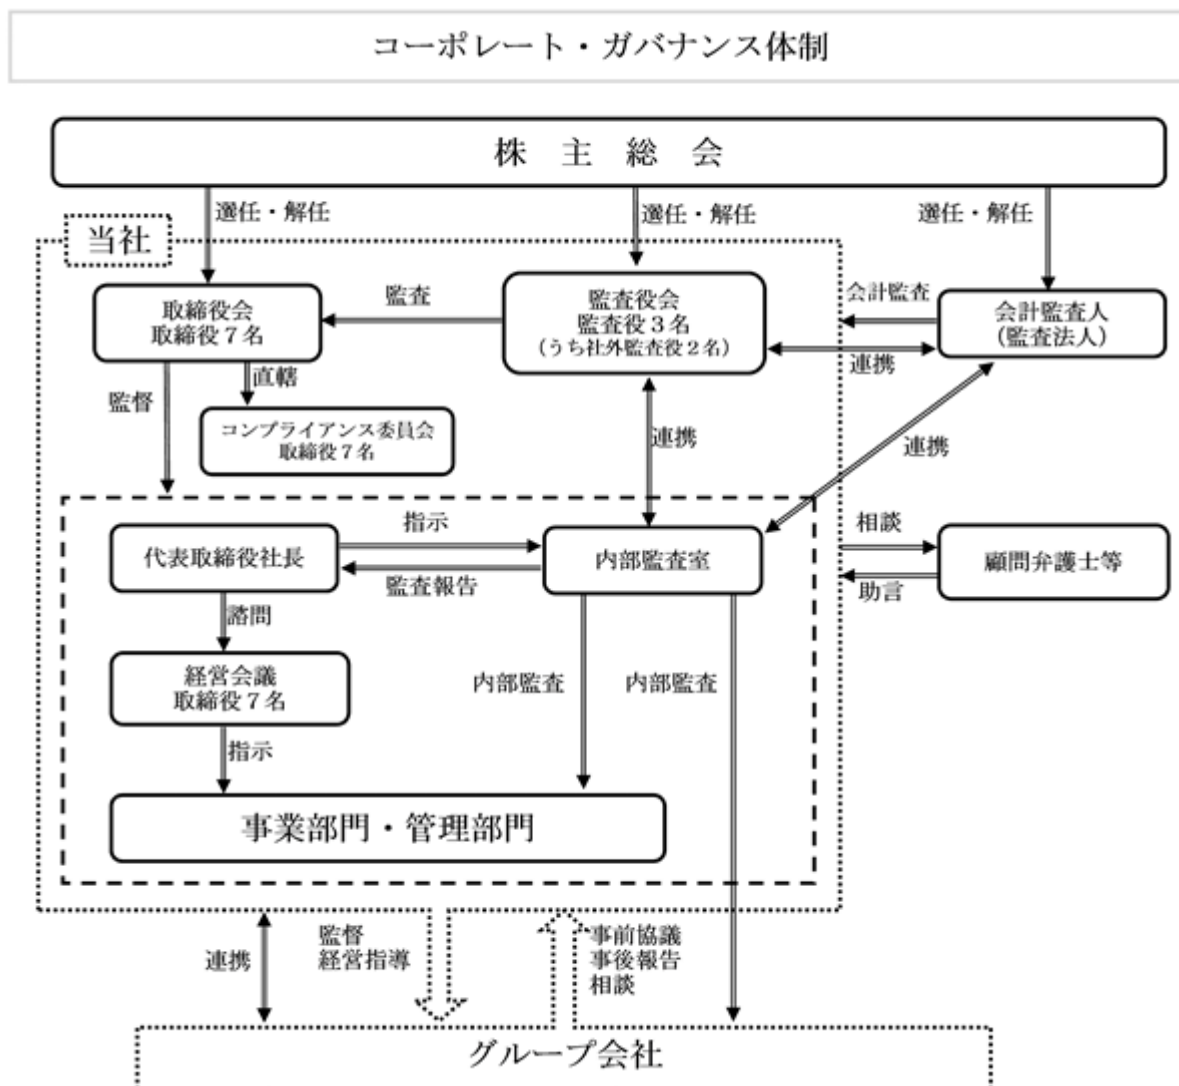 コーポレート・ガバナンス体制
株 主 総 会
選任・解任
選任・解任
選任・解任
当社
取締役会
取締役7名
監査
監査役会
監査役3名
(うち社外監査役2名)
会計監査
会計監査人
(監査法人)
連携
監督
直轄
コンプライアンス委員会
取締役7名
連携
連携
代表取締役社長
指示
監査報告
内部監査室
相談
助言
顧問弁護士等
諮問
経営会議
取締役7名
内部監査
内部監査
指示
事業部門・管理部門
連携
監督
経営指導
事前協議
事後報告
相談
グループ会社